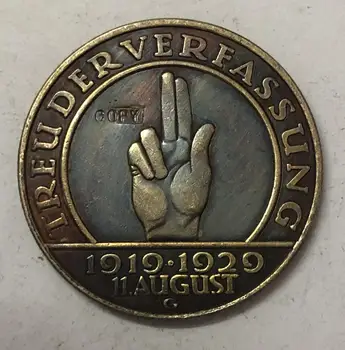 TREU DER VERFASSUNG
COPY
1919·1929
11. AUGUST
G